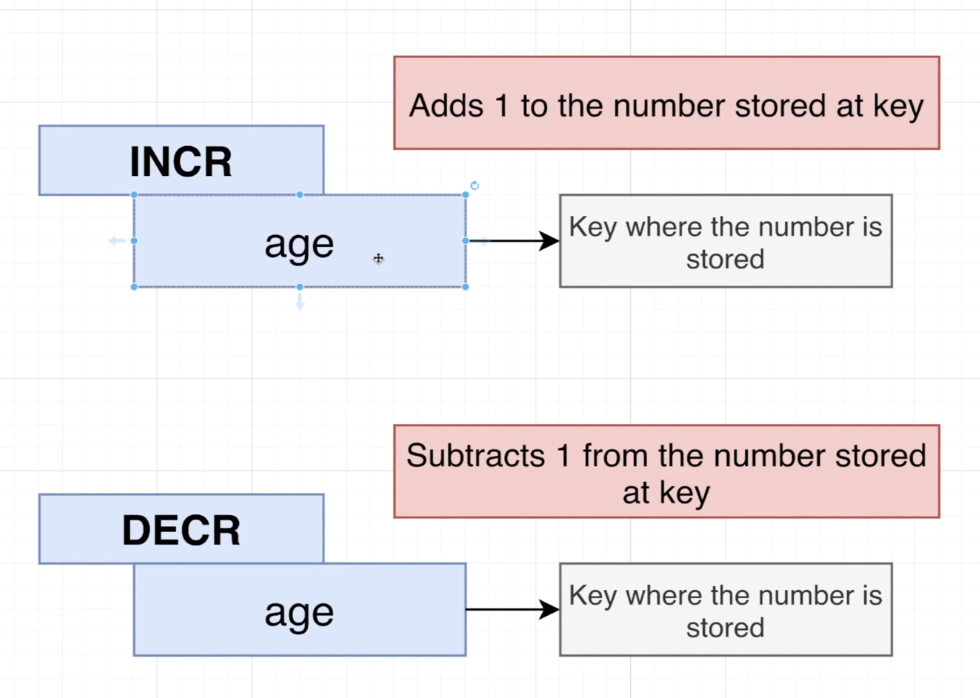 Adds 1 to the number stored at key
INCR
age
Key where the number is
stored
Subtracts 1 from the number stored
at key
DECR
age
Key where the number is
stored